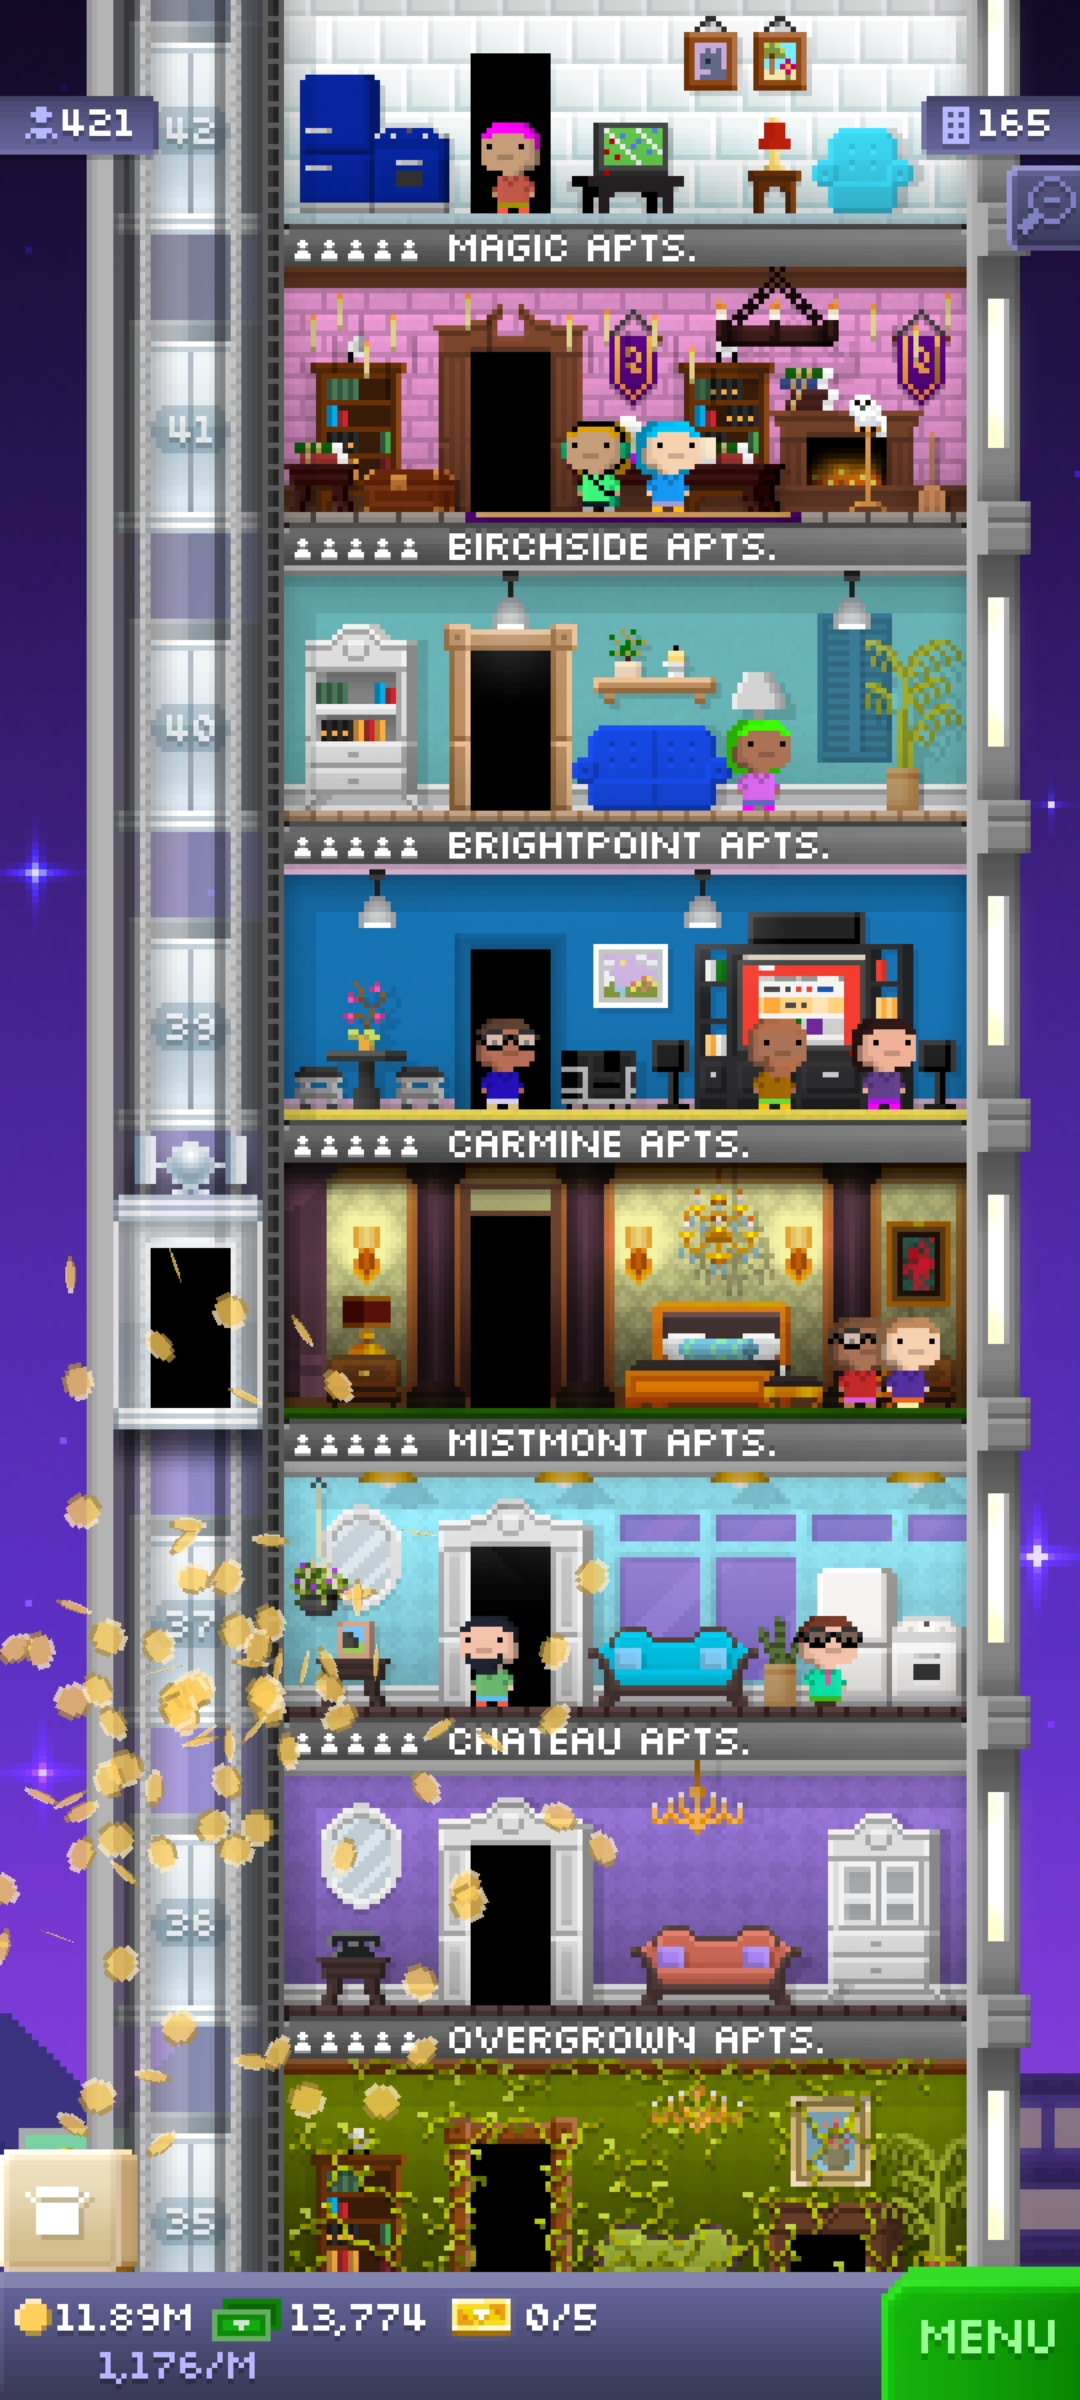 421
42
165
MAGIC APTS.
41
BIRCHSIDE APTS.
40
BRIGHTPOINT APTS.
39
CARMINE APTS.
MISTMONT APTS.
37
CHATEAU APTS.
36
OVERGROWN APTS.
35
11.89M 13,774 0/5
1,176/M
MENU